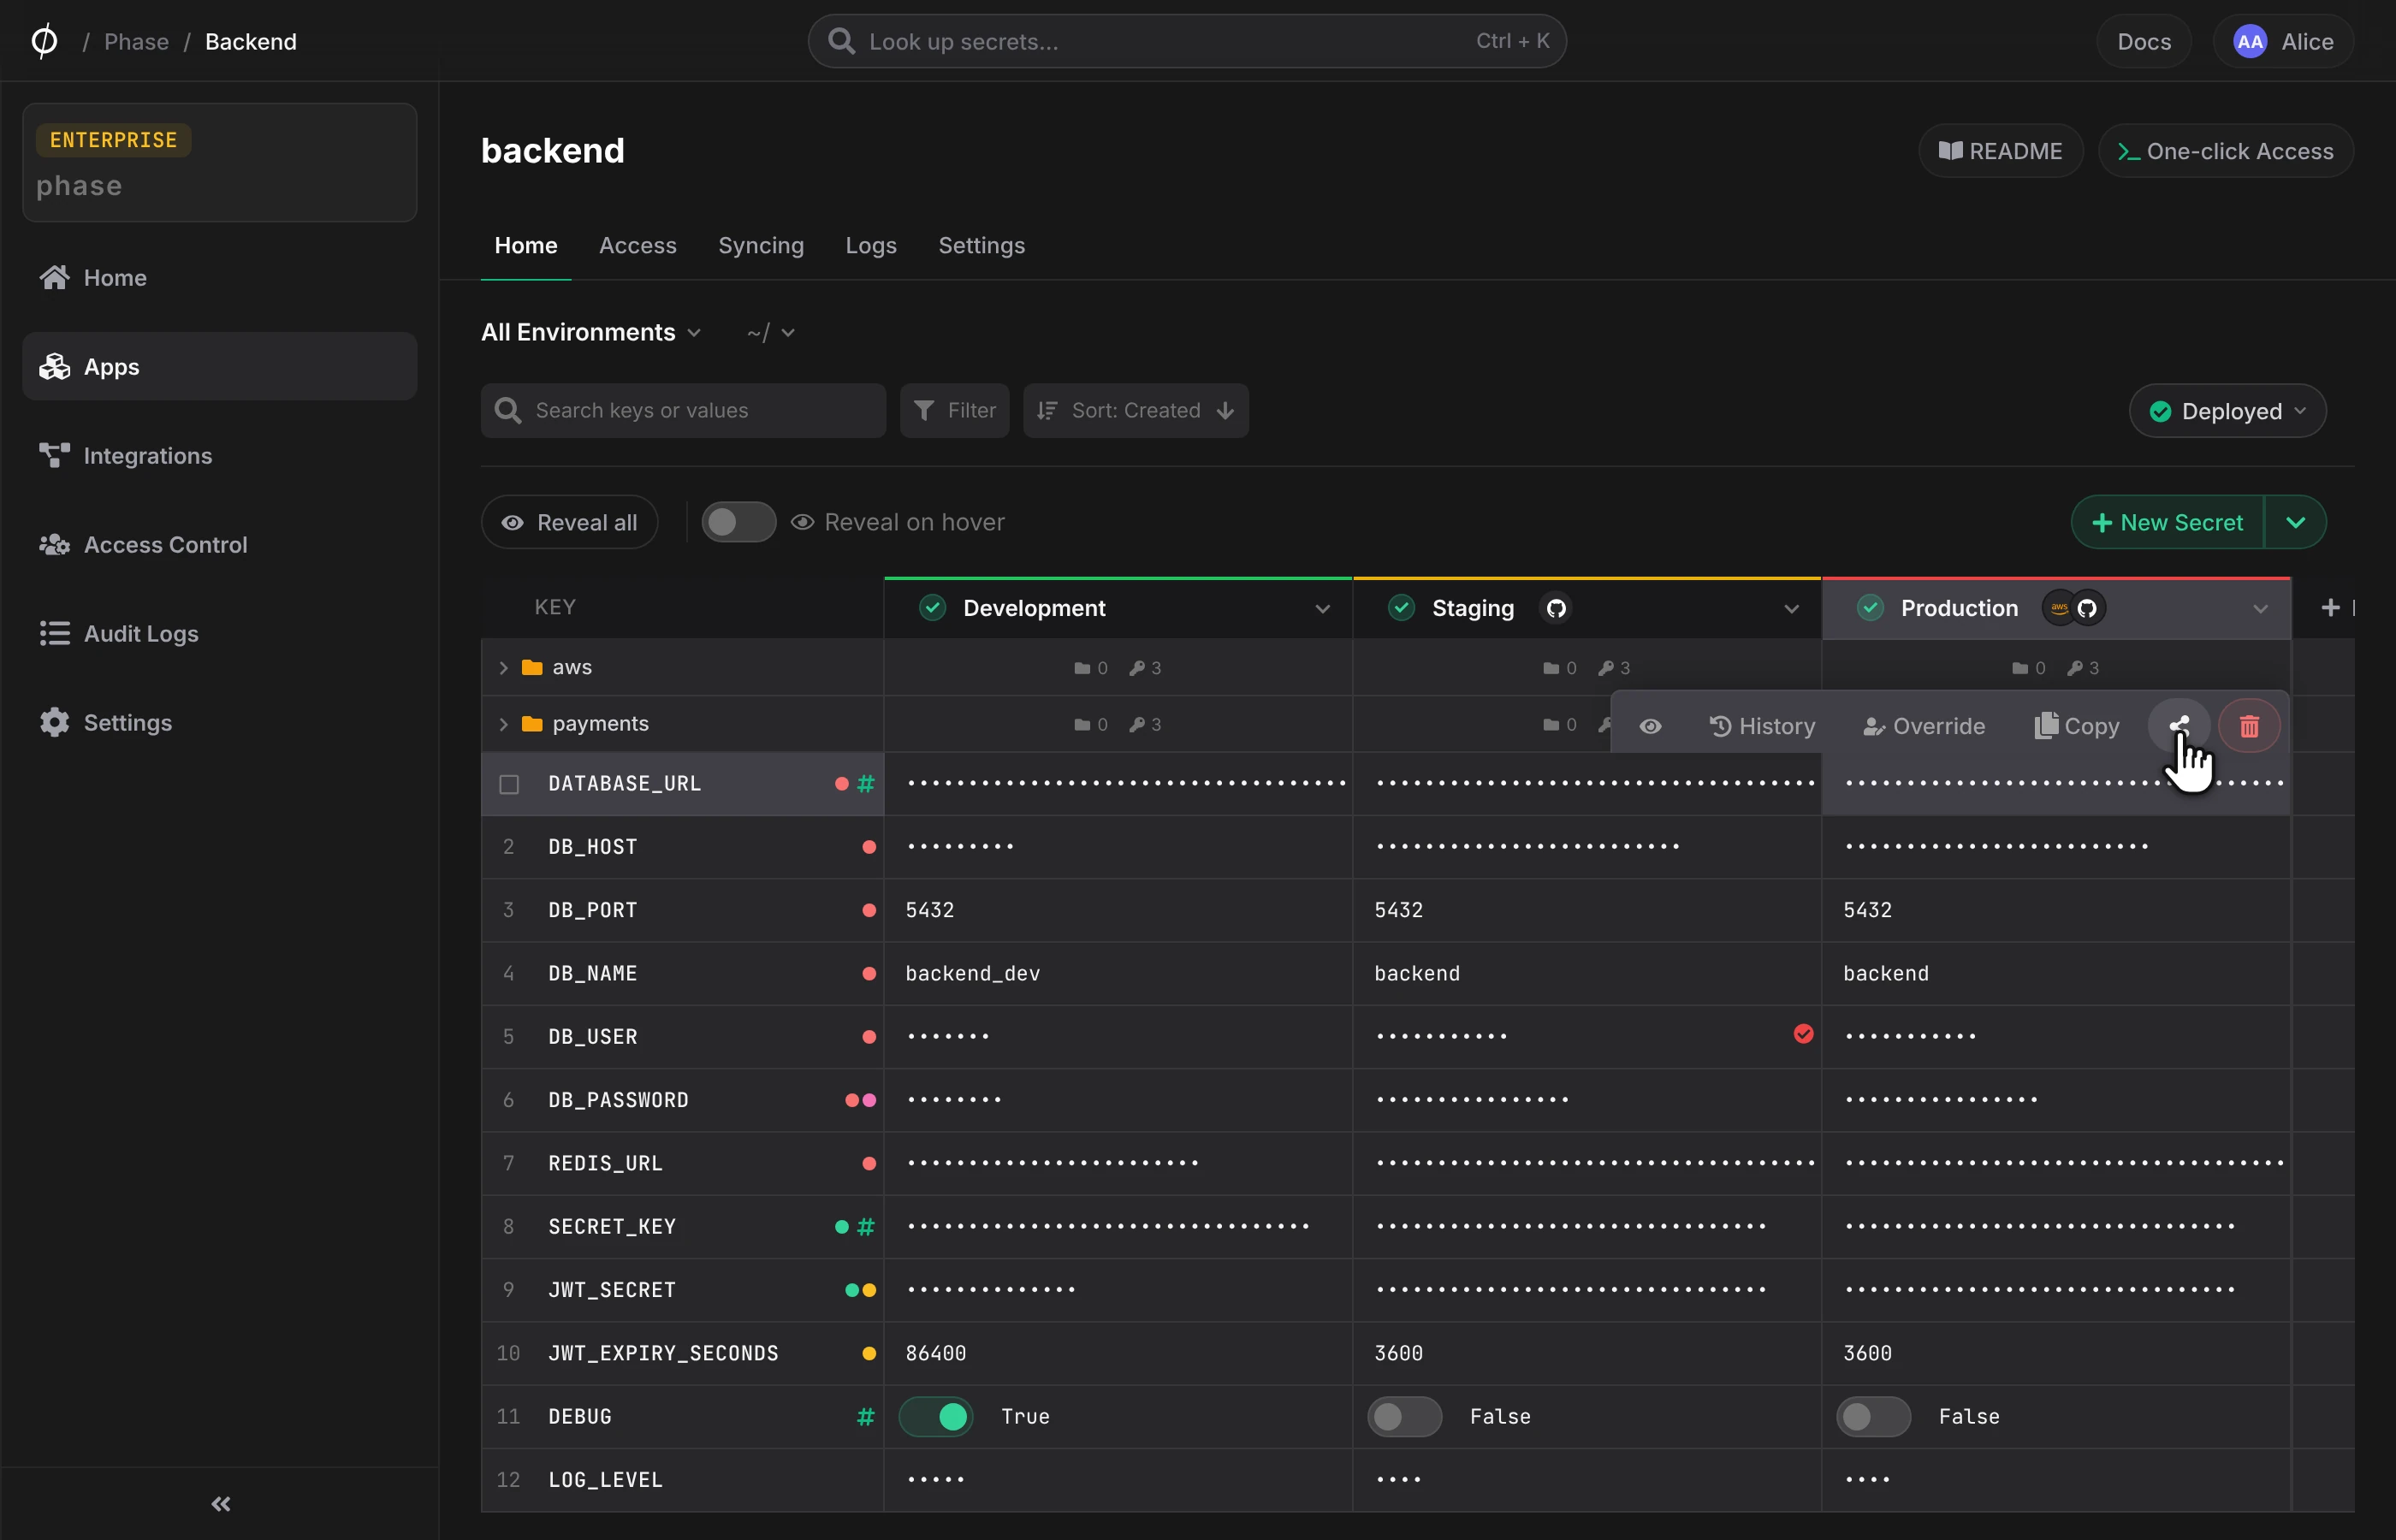 / Phase / Backend
Look up secrets... Ctrl + K
Docs
AA Alice
ENTERPRISE
phase
Home
Apps
Integrations
Access Control
Audit Logs
Settings
backend
README
One-click Access
Home Access Syncing Logs Settings
All Environments ~/
Search keys or values
Filter
Sort: Created
Deployed
Reveal all
Reveal on hover
New Secret
KEY Development Staging Production aws
aws 0 3 0 3 0 3
payments 0 3 0
History Override Copy
DATABASE_URL # •••••••••••••••••••••••••••••••• •••••••••••••••••••••••••••••••• ••••••••••••••••••••••••••••••••
2 DB_HOST ••••••••• ••••••••••••••••••••••••• •••••••••••••••••••••••••
3 DB_PORT 5432 5432 5432
4 DB_NAME backend_dev backend backend
5 DB_USER ••••••• ••••••••••• •••••••••••
6 DB_PASSWORD •••••••• •••••••••••••••• ••••••••••••••••
7 REDIS_URL •••••••••••••••••••••••• •••••••••••••••••••••••••••••••• ••••••••••••••••••••••••••••••••
8 SECRET_KEY # ••••••••••••••••••••••••••••••••• •••••••••••••••••••••••••••••••• ••••••••••••••••••••••••••••••••
9 JWT_SECRET •••••••••••••• •••••••••••••••••••••••••••••••• ••••••••••••••••••••••••••••••••
10 JWT_EXPIRY_SECONDS 86400 3600 3600
11 DEBUG # True False False
12 LOG_LEVEL ••••• •••• ••••